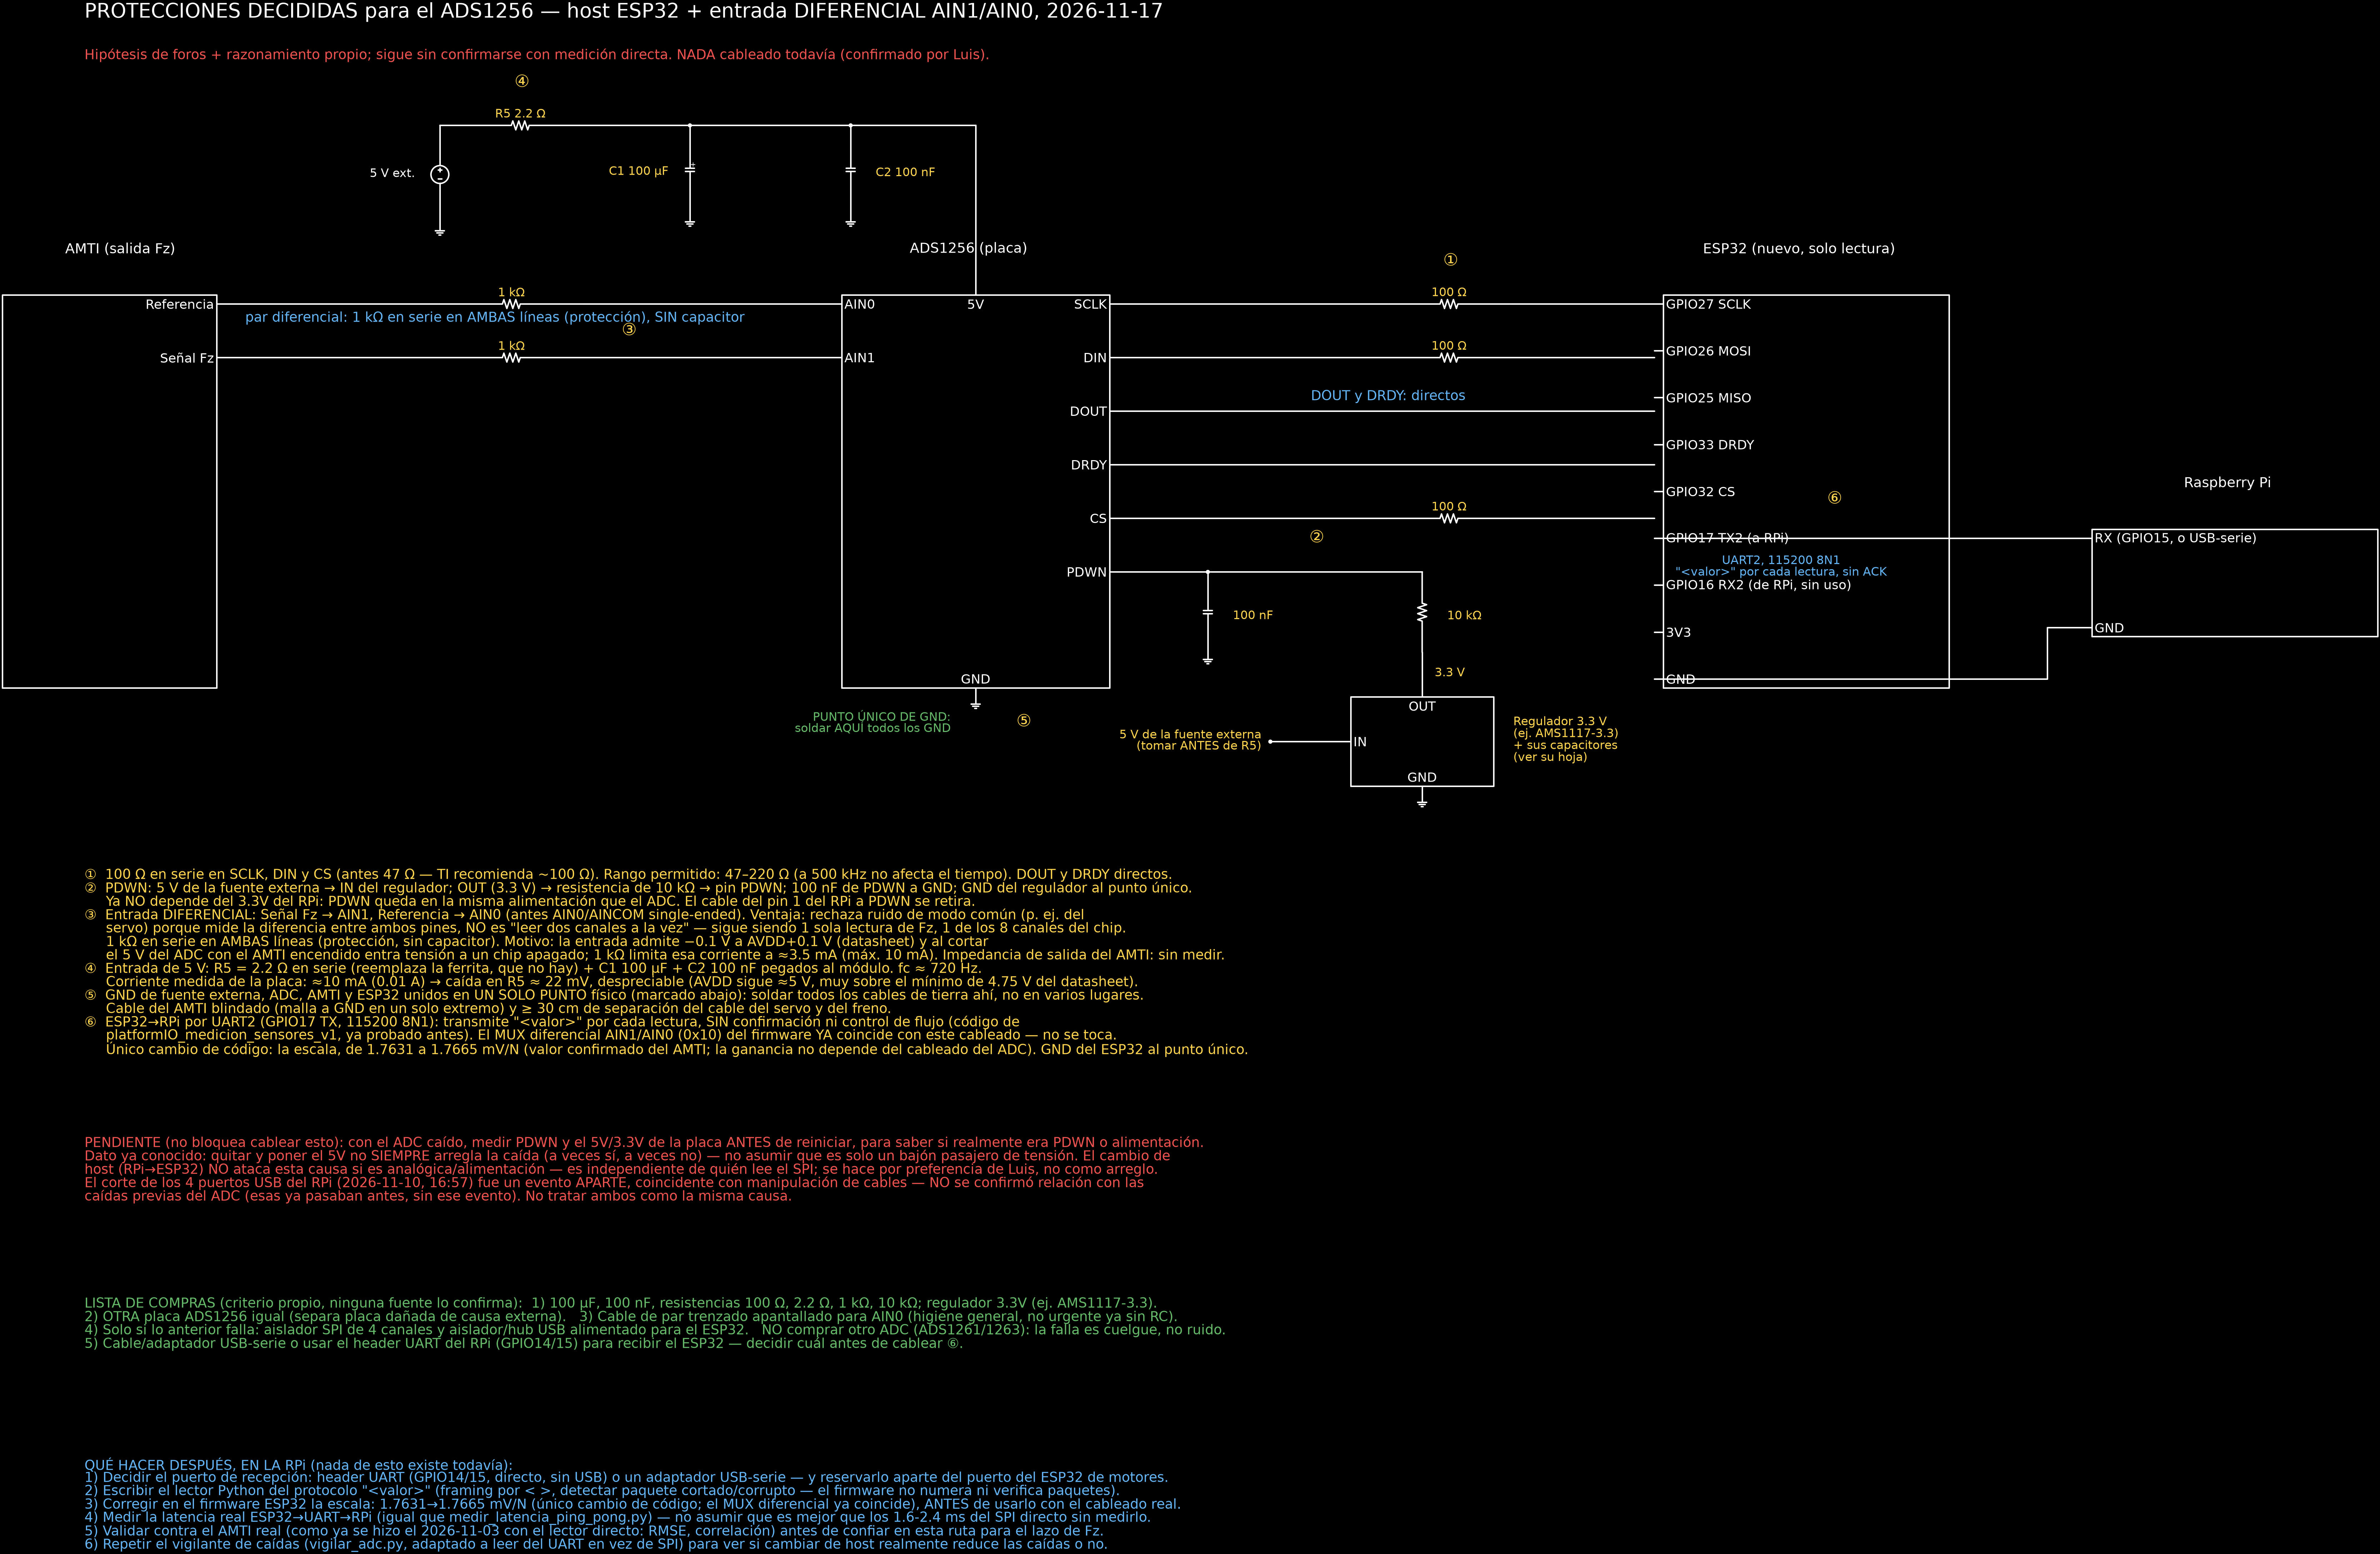 PROTECCIONES DECIDIDAS para el ADS1256 — host ESP32 + entrada DIFERENCIAL AIN1/AIN0, 2026-11-17
Hipótesis de foros + razonamiento propio; sigue sin confirmarse con medición directa. NADA cableado todavía (confirmado por Luis).
④
R5 2.2 Ω
5 V ext.
C1 100 µF
C2 100 nF
AMTI (salida Fz)
ADS1256 (placa)
①
ESP32 (nuevo, solo lectura)
Referencia
1 kΩ
AIN0
5V
SCLK
100 Ω
GPIO27 SCLK
par diferencial: 1 kΩ en serie en AMBAS líneas (protección), SIN capacitor
③
Señal Fz
1 kΩ
AIN1
DIN
100 Ω
GPIO26 MOSI
DOUT y DRDY: directos
GPIO25 MISO
DOUT
GPIO33 DRDY
DRDY
Raspberry Pi
GPIO32 CS
⑥
CS
100 Ω
②
GPIO17 TX2 (a RPi)
RX (GPIO15, o USB-serie)
UART2, 115200 8N1
"<valor>" por cada lectura, sin ACK
PDWN
GPIO16 RX2 (de RPi, sin uso)
100 nF
10 kΩ
3V3
GND
3.3 V
GND
GND
PUNTO ÚNICO DE GND:
soldar AQUÍ todos los GND
⑤
OUT
5 V de la fuente externa
(tomar ANTES de R5)
IN
GND
Regulador 3.3 V
(ej. AMS1117-3.3)
+ sus capacitores
(ver su hoja)
① 100 Ω en serie en SCLK, DIN y CS (antes 47 Ω — TI recomienda ~100 Ω). Rango permitido: 47–220 Ω (a 500 kHz no afecta el tiempo). DOUT y DRDY directos.
② PDWN: 5 V de la fuente externa → IN del regulador; OUT (3.3 V) → resistencia de 10 kΩ → pin PDWN; 100 nF de PDWN a GND; GND del regulador al punto único.
Ya NO depende del 3.3V del RPi: PDWN queda en la misma alimentación que el ADC. El cable del pin 1 del RPi a PDWN se retira.
③ Entrada DIFERENCIAL: Señal Fz → AIN1, Referencia → AIN0 (antes AIN0/AINCOM single-ended). Ventaja: rechaza ruido de modo común (p. ej. del
servo) porque mide la diferencia entre ambos pines, NO es "leer dos canales a la vez" — sigue siendo 1 sola lectura de Fz, 1 de los 8 canales del chip.
1 kΩ en serie en AMBAS líneas (protección, sin capacitor). Motivo: la entrada admite −0.1 V a AVDD+0.1 V (datasheet) y al cortar
el 5 V del ADC con el AMTI encendido entra tensión a un chip apagado; 1 kΩ limita esa corriente a ≈3.5 mA (máx. 10 mA). Impedancia de salida del AMTI: sin medir.
④ Entrada de 5 V: R5 = 2.2 Ω en serie (reemplaza la ferrita, que no hay) + C1 100 µF + C2 100 nF pegados al módulo. fc ≈ 720 Hz.
Corriente medida de la placa: ≈10 mA (0.01 A) → caída en R5 ≈ 22 mV, despreciable (AVDD sigue ≈5 V, muy sobre el mínimo de 4.75 V del datasheet).
⑤ GND de fuente externa, ADC, AMTI y ESP32 unidos en UN SOLO PUNTO físico (marcado abajo): soldar todos los cables de tierra ahí, no en varios lugares.
Cable del AMTI blindado (malla a GND en un solo extremo) y ≥ 30 cm de separación del cable del servo y del freno.
⑥ ESP32→RPi por UART2 (GPIO17 TX, 115200 8N1): transmite "<valor>" por cada lectura, SIN confirmación ni control de flujo (código de
platformIO_medicion_sensores_v1, ya probado antes). El MUX diferencial AIN1/AIN0 (0x10) del firmware YA coincide con este cableado — no se toca.
Único cambio de código: la escala, de 1.7631 a 1.7665 mV/N (valor confirmado del AMTI; la ganancia no depende del cableado del ADC). GND del ESP32 al punto único.
PENDIENTE (no bloquea cablear esto): con el ADC caído, medir PDWN y el 5V/3.3V de la placa ANTES de reiniciar, para saber si realmente era PDWN o alimentación.
Dato ya conocido: quitar y poner el 5V no SIEMPRE arregla la caída (a veces sí, a veces no) — no asumir que es solo un bajón pasajero de tensión. El cambio de
host (RPi→ESP32) NO ataca esta causa si es analógica/alimentación — es independiente de quién lee el SPI; se hace por preferencia de Luis, no como arreglo.
El corte de los 4 puertos USB del RPi (2026-11-10, 16:57) fue un evento APARTE, coincidente con manipulación de cables — NO se confirmó relación con las
caídas previas del ADC (esas ya pasaban antes, sin ese evento). No tratar ambos como la misma causa.
LISTA DE COMPRAS (criterio propio, ninguna fuente lo confirma): 1) 100 µF, 100 nF, resistencias 100 Ω, 2.2 Ω, 1 kΩ, 10 kΩ; regulador 3.3V (ej. AMS1117-3.3).
2) OTRA placa ADS1256 igual (separa placa dañada de causa externa). 3) Cable de par trenzado apantallado para AIN0 (higiene general, no urgente ya sin RC).
4) Solo si lo anterior falla: aislador SPI de 4 canales y aislador/hub USB alimentado para el ESP32. NO comprar otro ADC (ADS1261/1263): la falla es cuelgue, no ruido.
5) Cable/adaptador USB-serie o usar el header UART del RPi (GPIO14/15) para recibir el ESP32 — decidir cuál antes de cablear ⑥.
QUÉ HACER DESPUÉS, EN LA RPi (nada de esto existe todavía):
1) Decidir el puerto de recepción: header UART (GPIO14/15, directo, sin USB) o un adaptador USB-serie — y reservarlo aparte del puerto del ESP32 de motores.
2) Escribir el lector Python del protocolo "<valor>" (framing por < >, detectar paquete cortado/corrupto — el firmware no numera ni verifica paquetes).
3) Corregir en el firmware ESP32 la escala: 1.7631→1.7665 mV/N (único cambio de código; el MUX diferencial ya coincide), ANTES de usarlo con el cableado real.
4) Medir la latencia real ESP32→UART→RPi (igual que medir_latencia_ping_pong.py) — no asumir que es mejor que los 1.6-2.4 ms del SPI directo sin medirlo.
5) Validar contra el AMTI real (como ya se hizo el 2026-11-03 con el lector directo: RMSE, correlación) antes de confiar en esta ruta para el lazo de Fz.
6) Repetir el vigilante de caídas (vigilar_adc.py, adaptado a leer del UART en vez de SPI) para ver si cambiar de host realmente reduce las caídas o no.